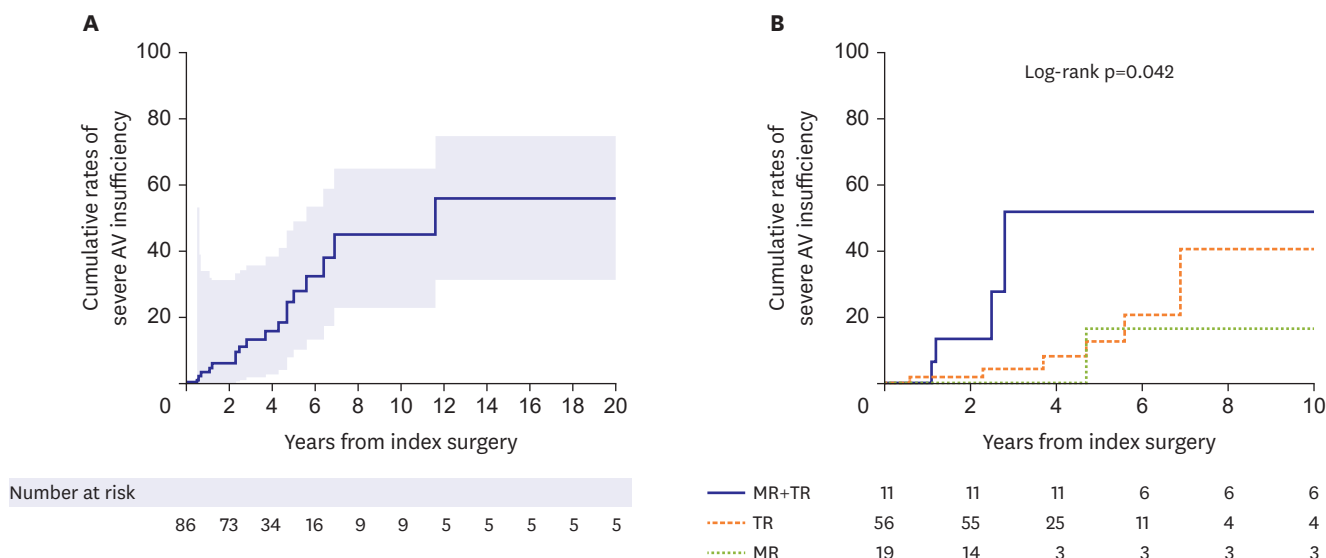 A
Cumulative rates of
severe AV insufficiency
100
80
60
40
20
0 2 4 6 8 10 12 14 16 18 20
Years from index surgery
Number at risk
86 73 34 16 9 9 5 5 5 5 5
B
Log-rank p=0.042
Cumulative rates of
severe AV insufficiency
100
80
60
40
20
0 2 4 6 8 10
Years from index surgery
MR+TR 11 11 11 6 6 6
TR 56 55 25 11 4 4
MR 19 14 3 3 3 3